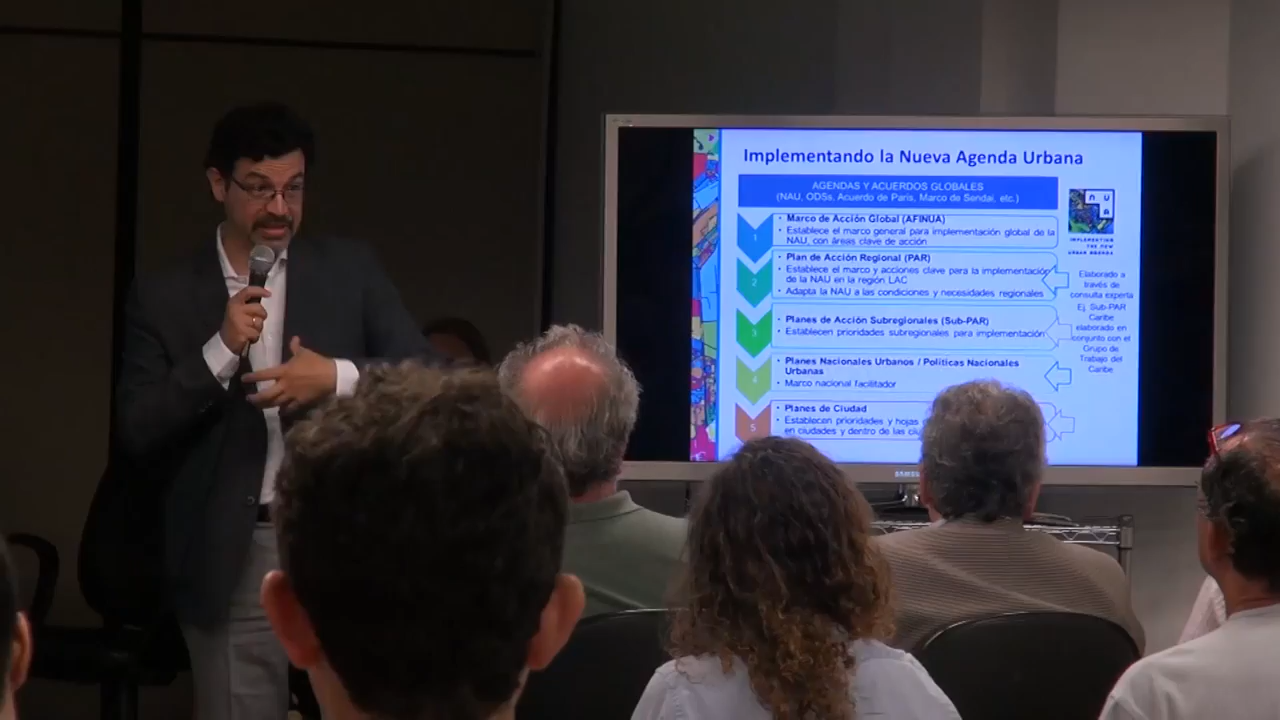 Implementando la Nueva Agenda Urbana
AGENDAS Y ACUERDOS GLOBALES
(NAU, ODSs, Acuerdo de París, Marco de Sendai, etc.)
1
• Marco de Acción Global (AFINUA)
• Establece el marco general para implementación global de la
NAU, con áreas clave de acción
2
• Plan de Acción Regional (PAR)
• Establece el marco y acciones clave para la implementación
de la NAU en la región LAC
• Adapta la NAU a las condiciones y necesidades regionales
3
• Planes de Acción Subregionales (Sub-PAR)
• Establecen prioridades subregionales para implementación
4
• Planes Nacionales Urbanos / Políticas Nacionales
Urbanas
• Marco nacional facilitador
5
• Planes de Ciudad
• Establecen prioridades y hojas
en ciudades y dentro de las
N U
A
IMPLEMENTING
THE NEW
URBAN AGENDA
Elaborado a
través de
consulta experta
Ej. Sub-PAR
Caribe
elaborado en
conjunto con el
Grupo de
Trabajo del
Caribe
SAMSUNG